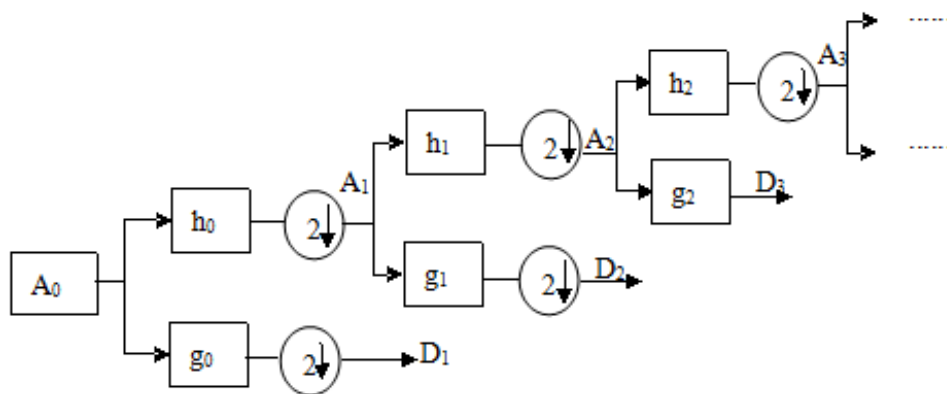 A₃
h₂
2
h₁
2
A₂
A₁
g₂
D₃
h₀
2
g₁
2
D₂
A₀
g₀
2
D₁